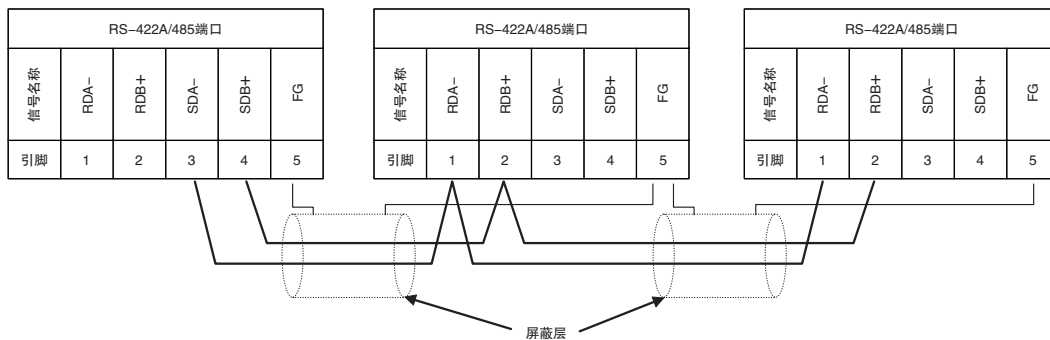 RS-422A/485端口
信号名称 RDA- RDB+ SDA- SDB+ FG
引脚 1 2 3 4 5
RS-422A/485端口
信号名称 RDA- RDB+ SDA- SDB+ FG
引脚 1 2 3 4 5
RS-422A/485端口
信号名称 RDA- RDB+ SDA- SDB+ FG
引脚 1 2 3 4 5
屏蔽层